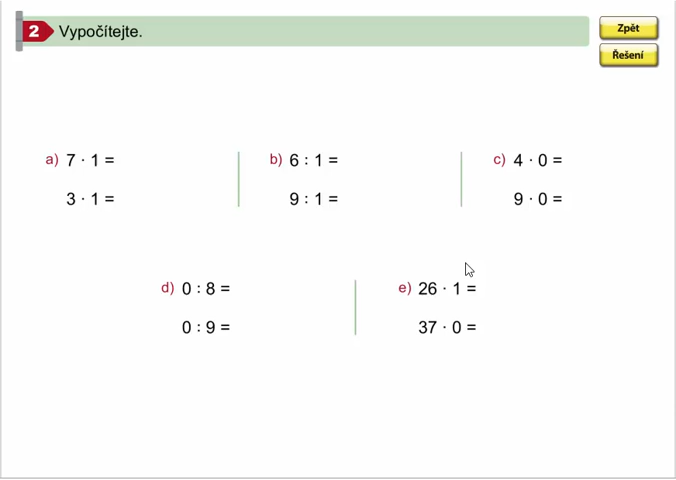 2 Vypočítejte.
Zpět
Řešení
a) 7 · 1 =
3 · 1 =
b) 6 : 1 =
9 : 1 =
c) 4 · 0 =
9 · 0 =
d) 0 : 8 =
0 : 9 =
e) 26 · 1 =
37 · 0 =